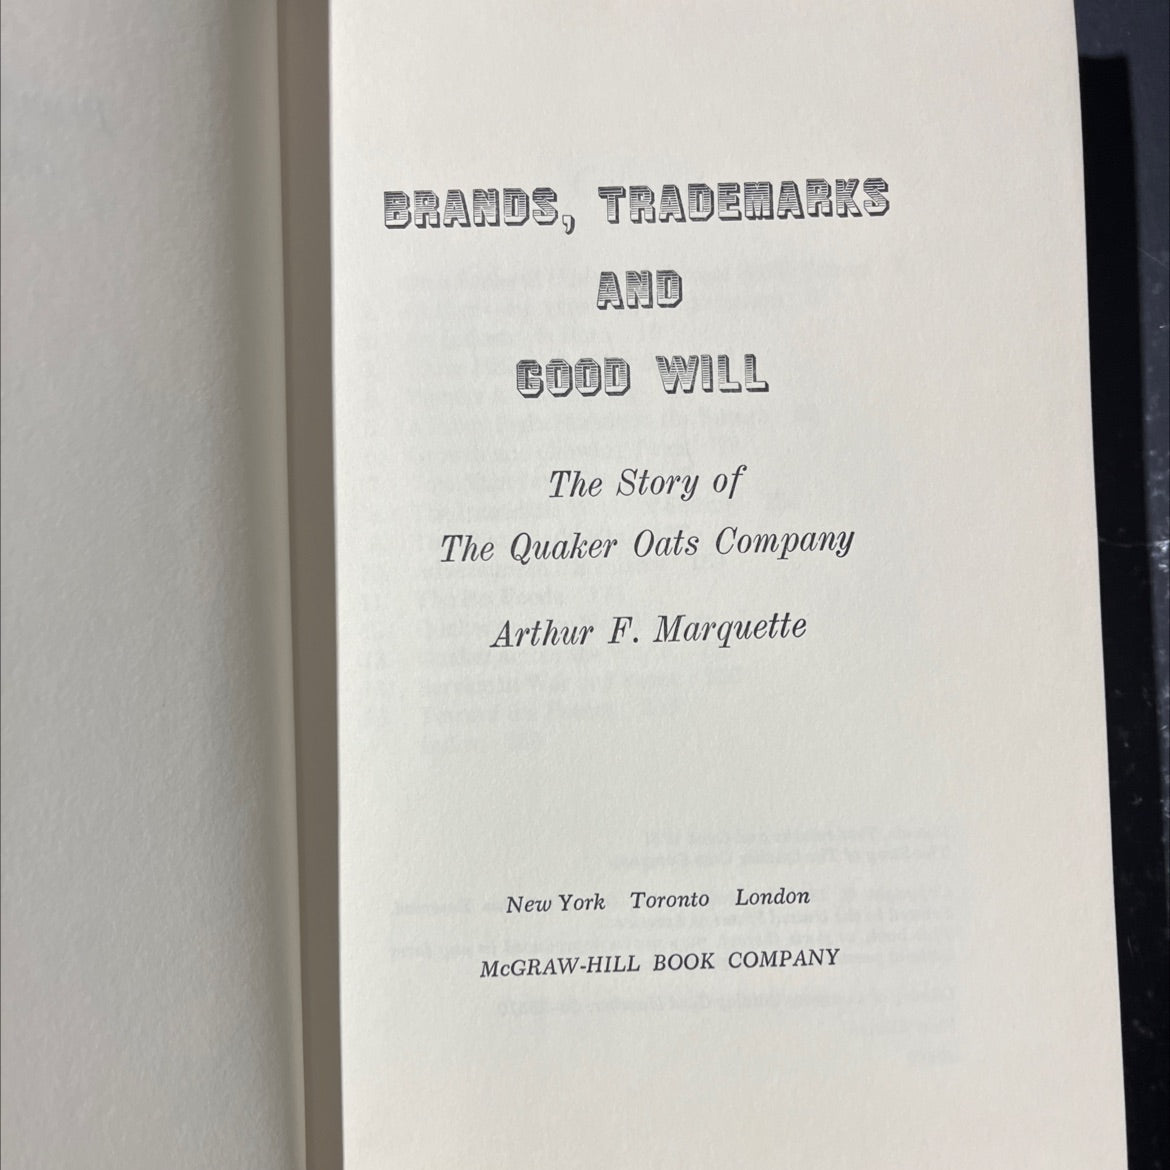 BRANDS, TRADEMARKS
AND
GOOD WILL
The Story of
The Quaker Oats Company
Arthur F. Marquette
New York Toronto London
McGRAW-HILL BOOK COMPANY